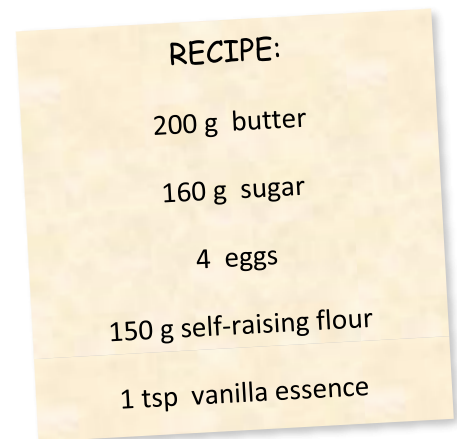 RECIPE:
200 g butter
160 g sugar
4 eggs
150 g self-raising flour
1 tsp vanilla essence